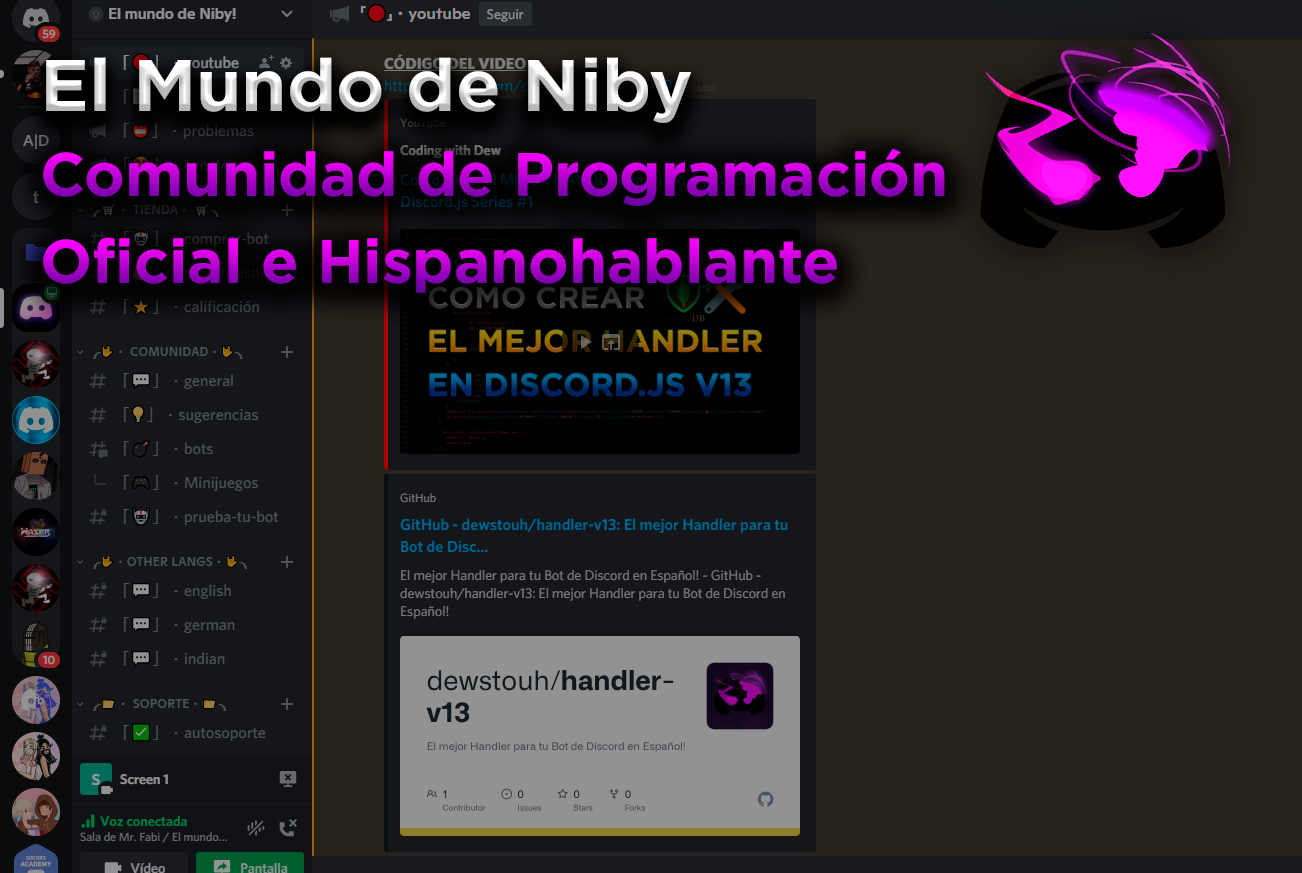 El mundo de Niby!
youtube
Seguir
59
youtube
CÓDIGO DEL VIDEO
El Mundo de Niby
problemas
A|D
YouTube
Coding with Dew
Comunidad de Programación
t
TIENDA
Discord.js Series #1
comprar-bot
Oficial e Hispanohablante
calificación
COMO CREAR
DB
EL MEJOR HANDLER
EN DISCORD.JS V13
COMUNIDAD
general
sugerencias
bots
Minijuegos
prueba-tu-bot
OTHER LANGS
english
german
indian
10
SOPORTE
autosoporte
S Screen 1
Voz conectada
Sala de Mr. Fabi / El mundo...
Vídeo
Pantalla
DISCORD
ACADEMY
GitHub
GitHub - dewstouh/handler-v13: El mejor Handler para tu
Bot de Disc...
El mejor Handler para tu Bot de Discord en Español! - GitHub -
dewstouh/handler-v13: El mejor Handler para tu Bot de Discord en
Español!
dewstouh/handler-
v13
El mejor Handler para tu Bot de Discord en Español!
1
Contributor
0
Issues
0
Stars
0
Forks